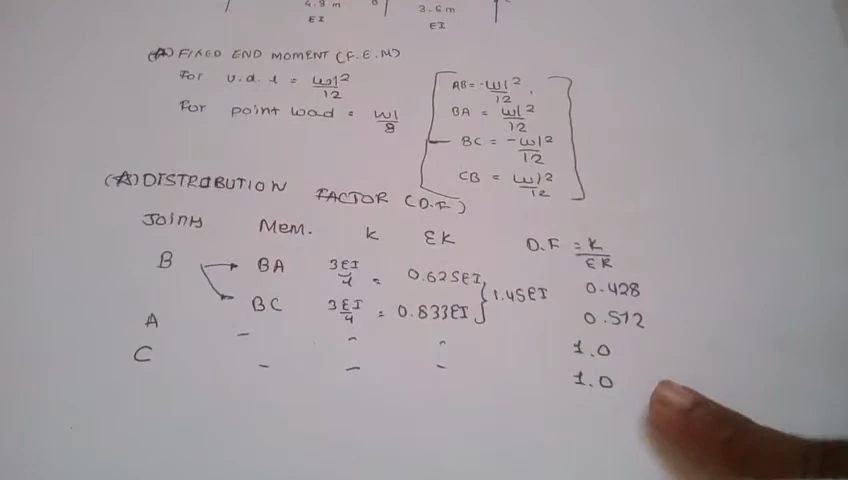 4.8 m B 3.6 m C
EI EI
(A) FIXED END MOMENT (F.E.M)
For u.d.l = wl²/12
For point load = wl/8
AB = -wl²/12,
BA = wl²/12
BC = -wl²/12
CB = wl²/12
(A) DISTRIBUTION FACTOR (D.F)
Joints Mem. K ΣK D.F = K/ΣK
B BA 3EI/4 = 0.625EI, 1.45EI 0.428
BC 3EI/4 = 0.833EI 0.572
A - - - 1.0
C - - - 1.0